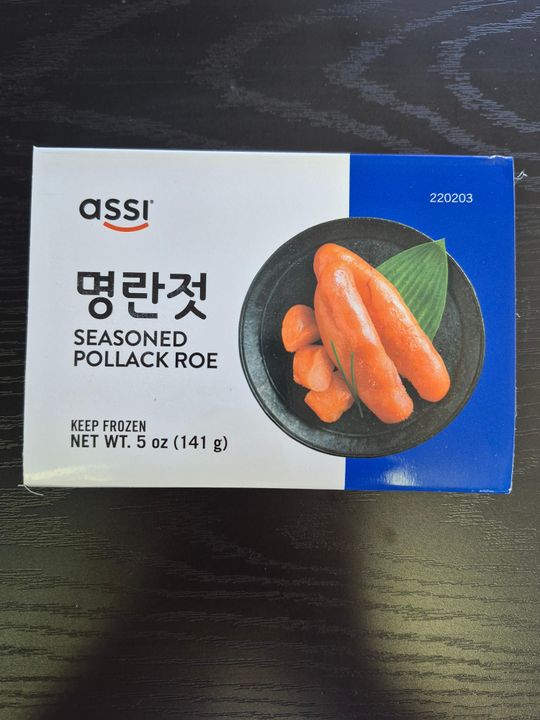 assi®
220203
명란젓
SEASONED
POLLACK ROE
KEEP FROZEN
NET WT. 5 oz (141 g)